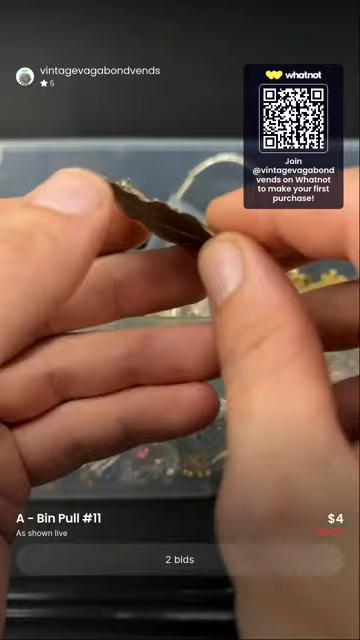 vintagevagabondvends
5
whatnot
Join
@vintagevagabond
vends on Whatnot
to make your first
purchase!
A - Bin Pull #11
$4
As shown live
2 bids